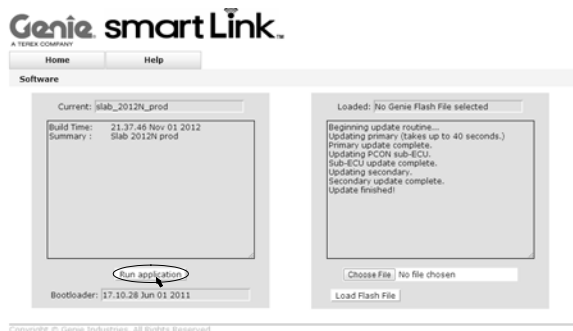 Genie smartLink™
A TEREX COMPANY
Home Help
Software
Current: slab_2012N_prod
Build Time: 21.37.46 Nov 01 2012
Summary : Slab 2012N prod
Run application
Bootloader: 17.10.28 Jun 01 2011
Loaded: No Genie Flash File selected
Beginning update routine...
Updating primary (takes up to 40 seconds.)
Primary update complete.
Updating PCON sub-ECU.
Sub-ECU update complete.
Updating secondary.
Secondary update complete.
Update finished!
Choose File No file chosen
Load Flash File
Copyright © Genie Industries. All Rights Reserved